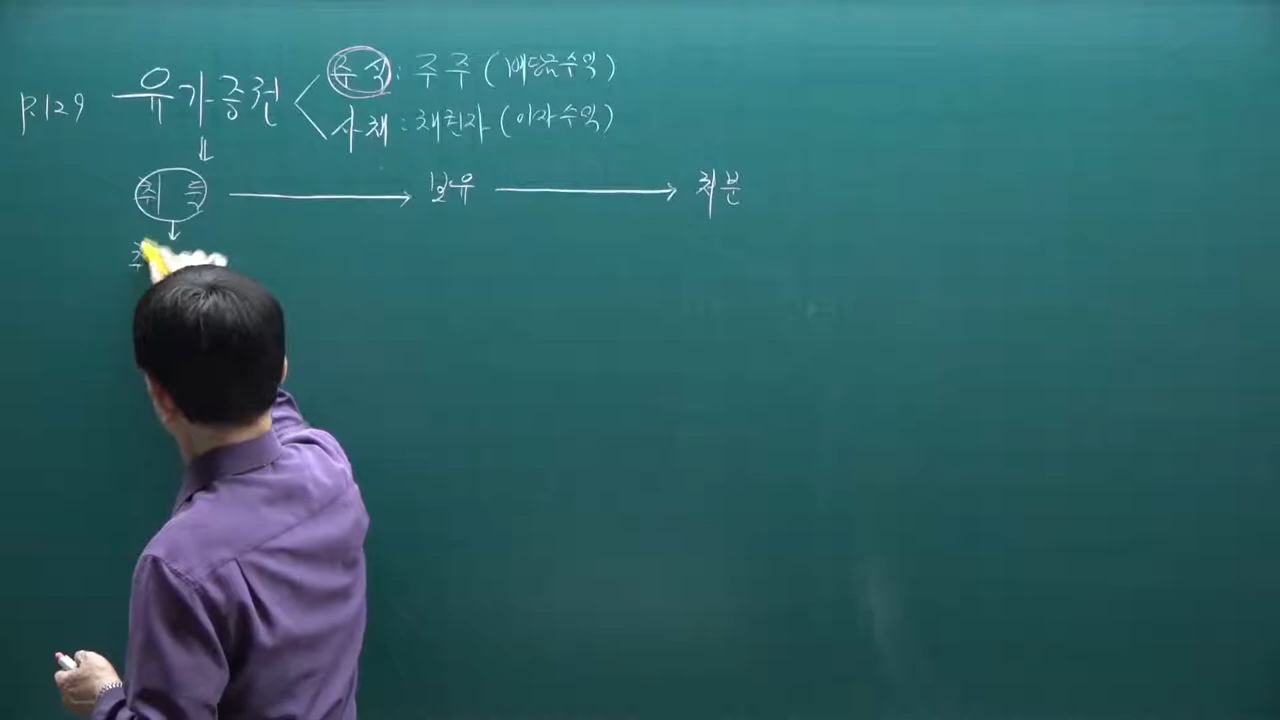 p.129 유가증권 < 주식 : 주주 (배당금수익)
사채 : 채권자 (이자수익)
취득 → 보유 → 처분
주